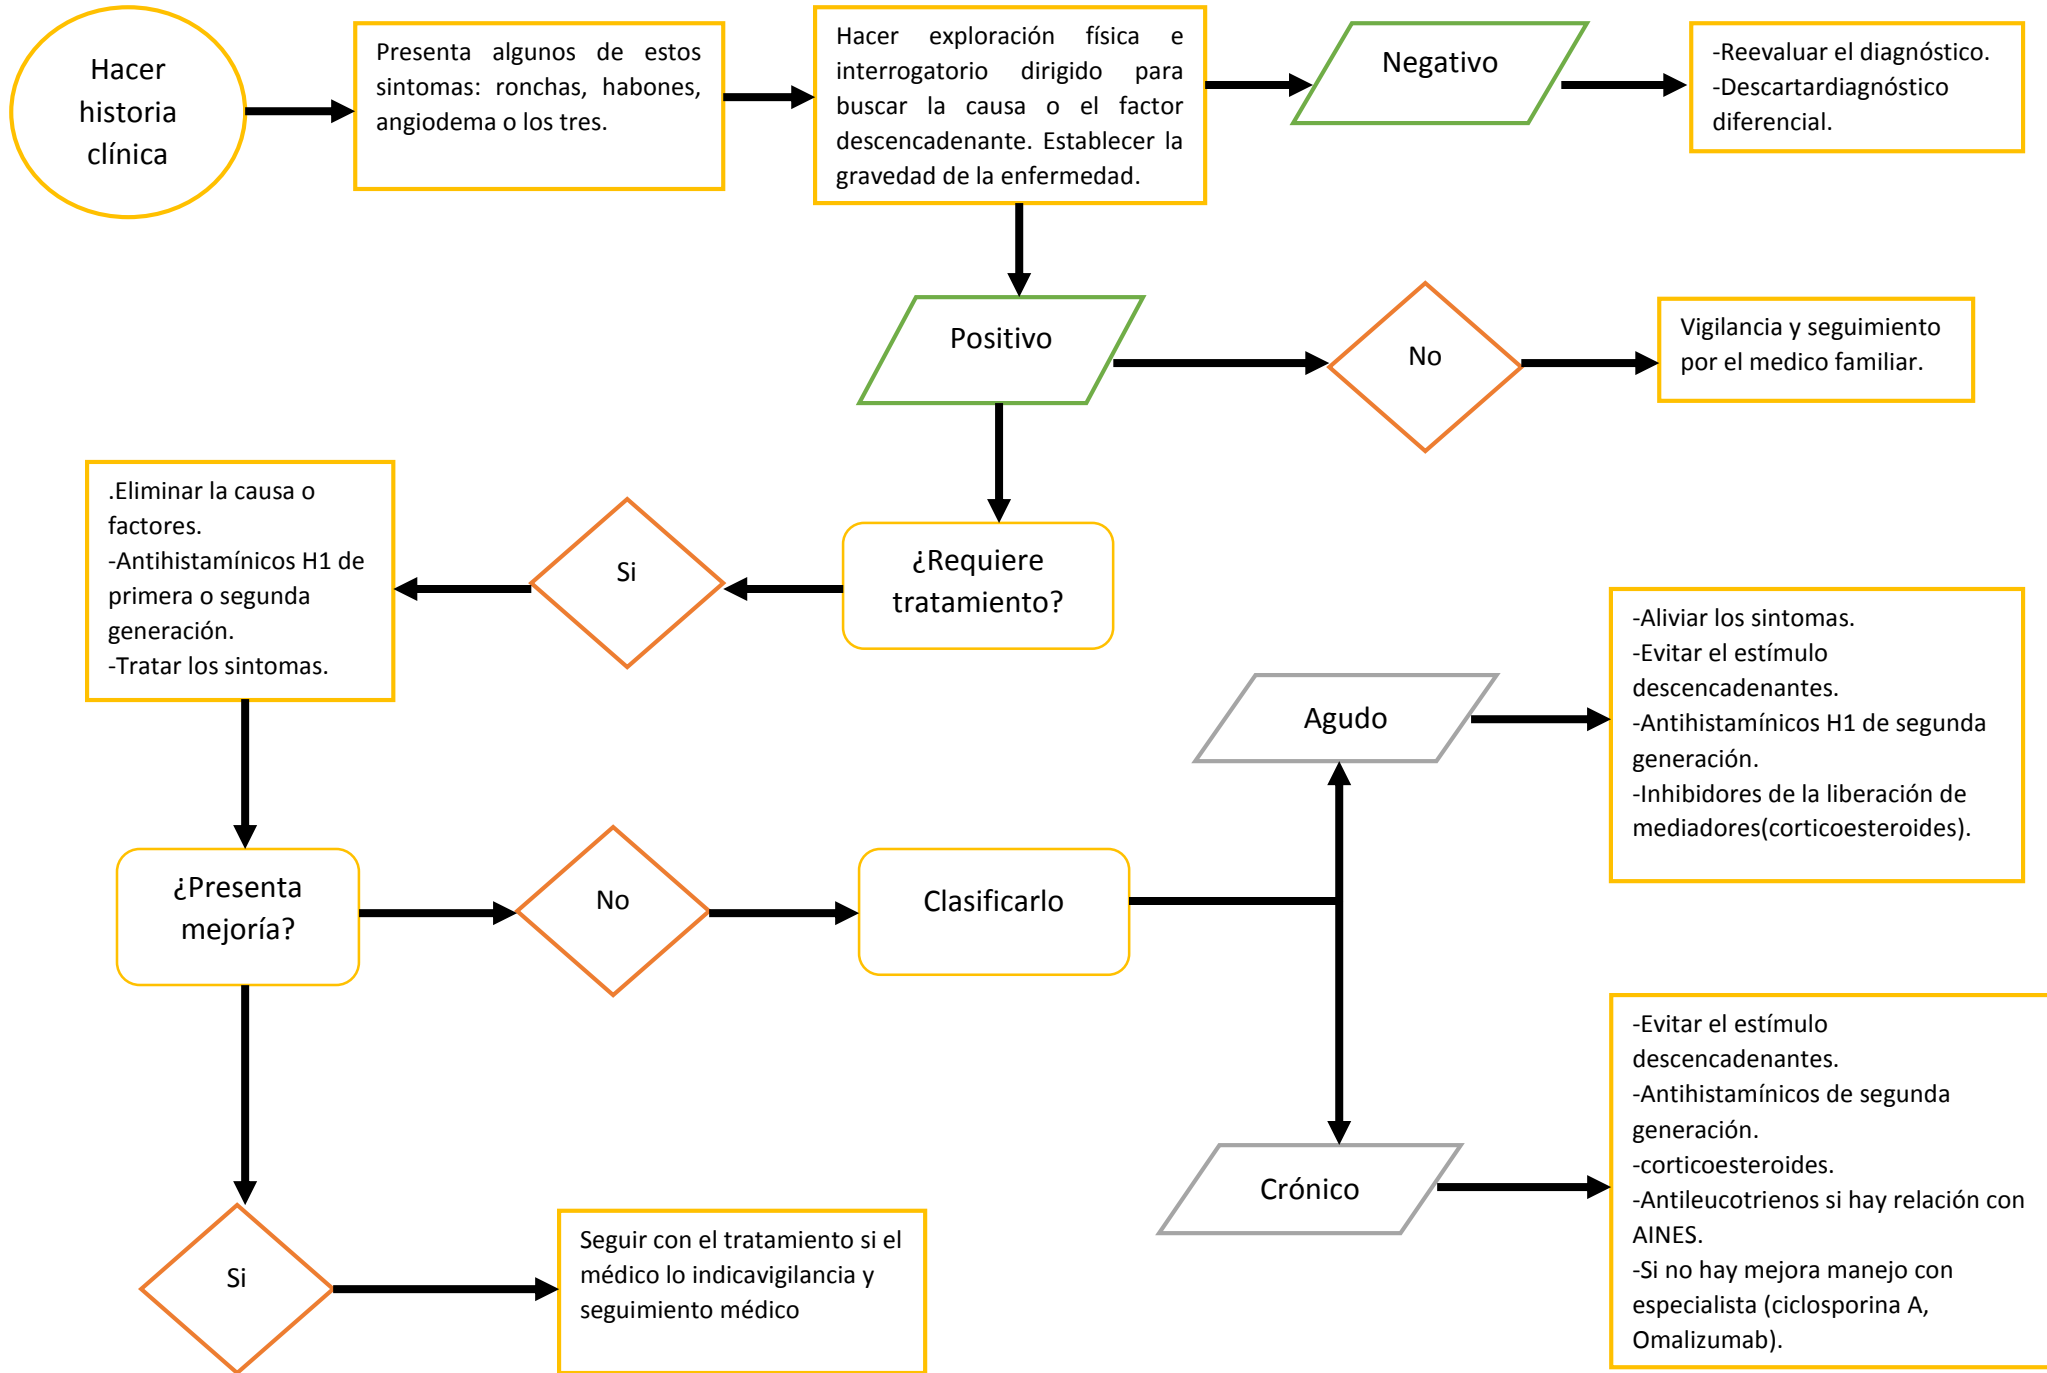 Hacer
historia
clínica
Presenta algunos de estos
sintomas: ronchas, habones,
angiodema o los tres.
Hacer exploración física e
interrogatorio dirigido para
buscar la causa o el factor
descencadenante. Establecer la
gravedad de la enfermedad.
Negativo
-Reevaluar el diagnóstico.
-Descartardiagnóstico
diferencial.
Positivo
No
Vigilancia y seguimiento
por el medico familiar.
.Eliminar la causa o
factores.
-Antihistamínicos H1 de
primera o segunda
generación.
-Tratar los sintomas.
Si
¿Requiere
tratamiento?
Agudo
-Aliviar los sintomas.
-Evitar el estímulo
descencadenantes.
-Antihistamínicos H1 de segunda
generación.
-Inhibidores de la liberación de
mediadores(corticoesteroides).
¿Presenta
mejoría?
No
Clasificarlo
Crónico
-Evitar el estímulo
descencadenantes.
-Antihistamínicos de segunda
generación.
-corticoesteroides.
-Antileucotrienos si hay relación con
AINES.
-Si no hay mejora manejo con
especialista (ciclosporina A,
Omalizumab).
Si
Seguir con el tratamiento si el
médico lo indicavigilancia y
seguimiento médico